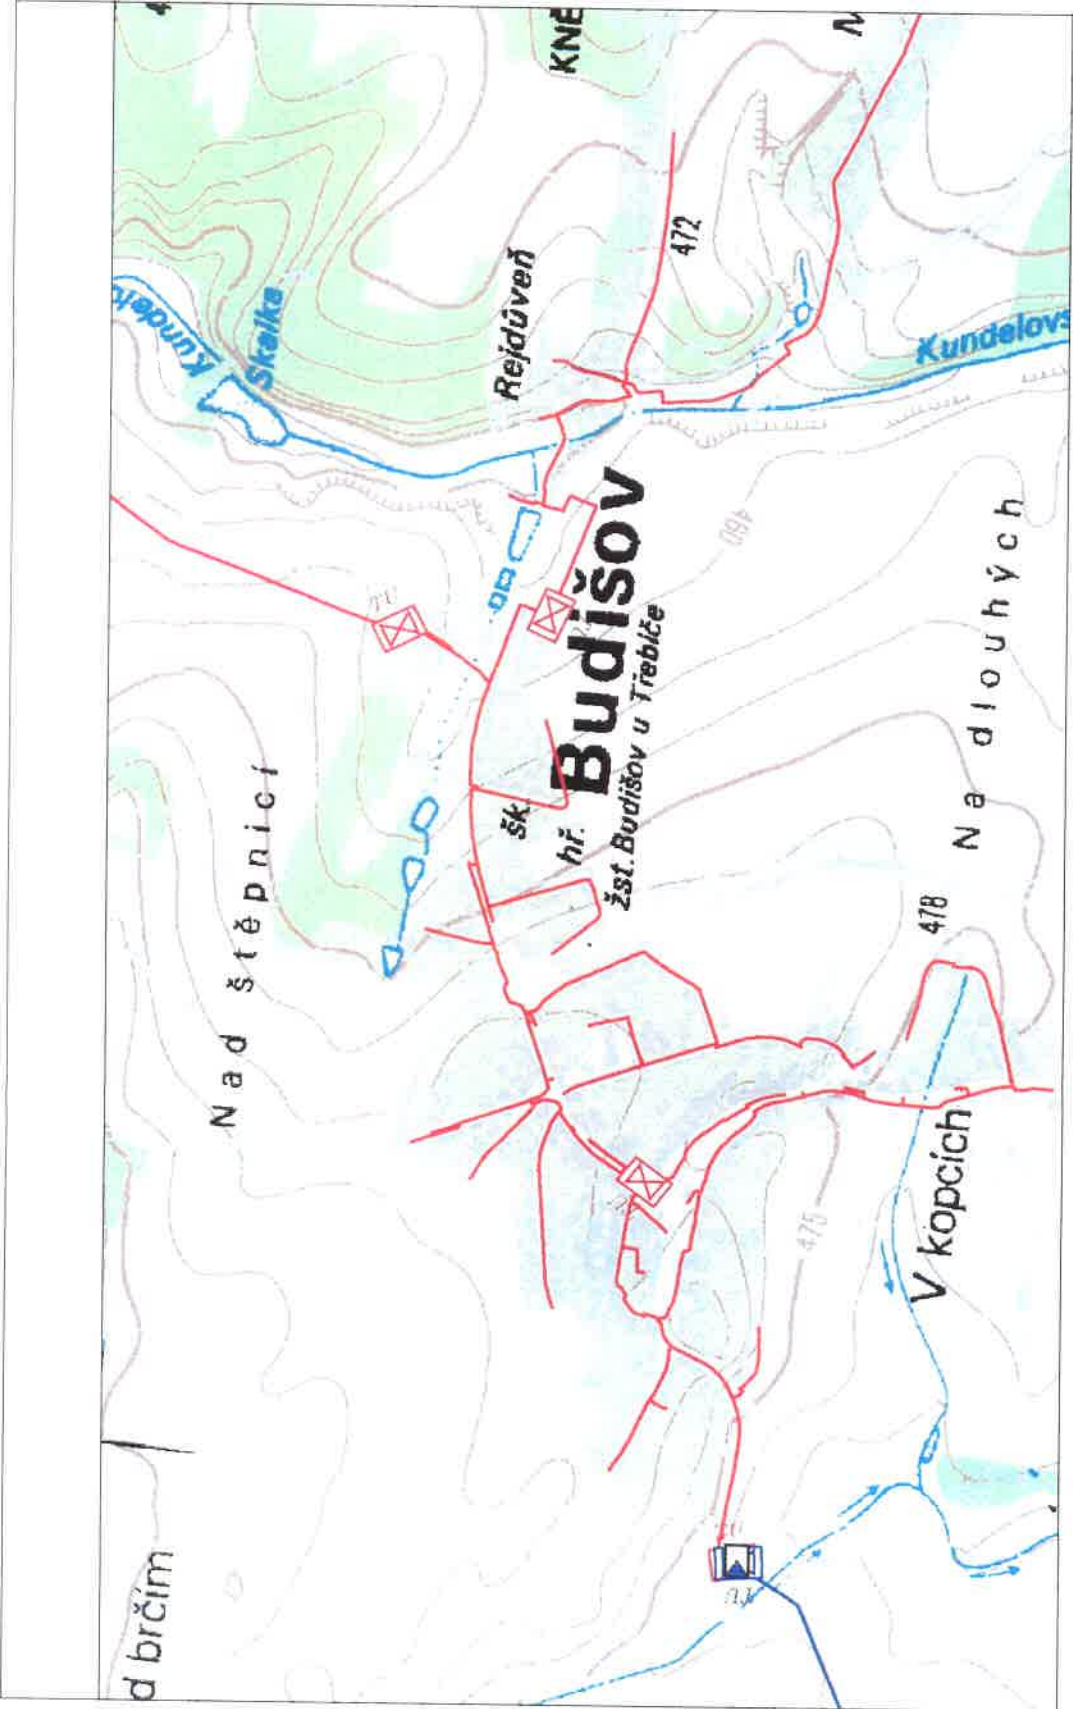 KNĚ
472
Rejdůveň
Kundelo
Skalka
Kundelovs
Budišov
žst. Budišov u Třebíče
460
šk.
hř.
Nad štěpnicí
Na dlouhých
478
V kopcích
475
d brčím